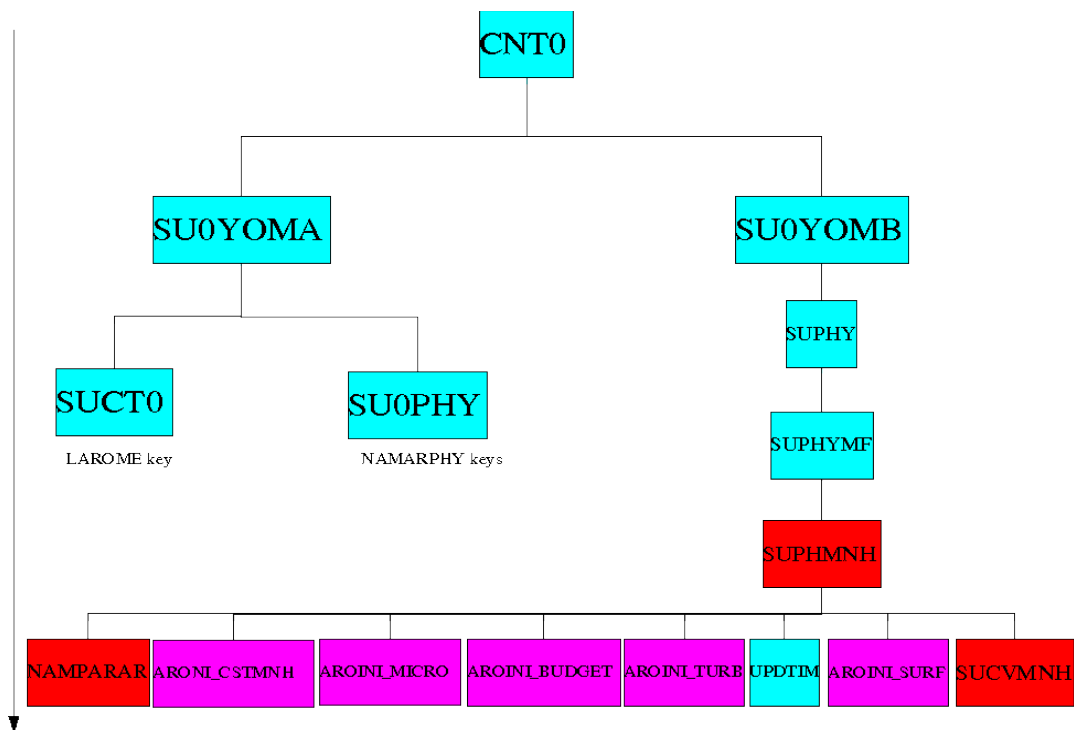 CNT0
SU0YOMA
SU0YOMB
SUPHY
SUCT0
SU0PHY
LAROME key
NAMARPHY keys
SUPHYMF
SUPHMNH
NAMPARAR
ARONI_CSTMNH
AROINI_MICRO
AROINI_BUDGET
AROINI_TURB
UPDTIM
AROINI_SURF
SUCVMNH